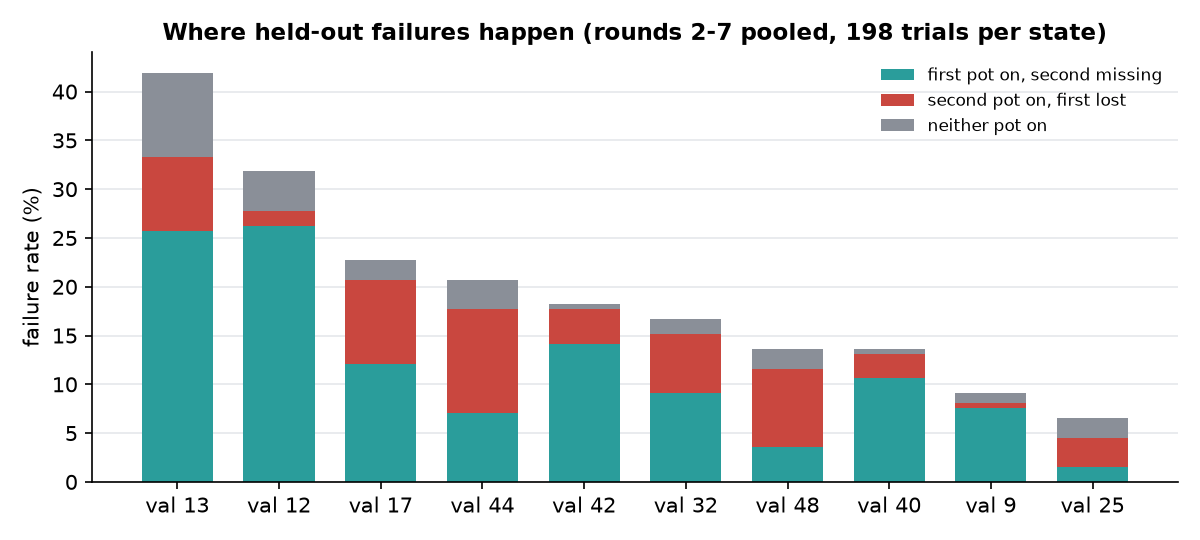 Where held-out failures happen (rounds 2-7 pooled, 198 trials per state)
first pot on, second missing
second pot on, first lost
neither pot on
failure rate (%)
40
35
30
25
20
15
10
5
0
val 13 val 12 val 17 val 44 val 42 val 32 val 48 val 40 val 9 val 25